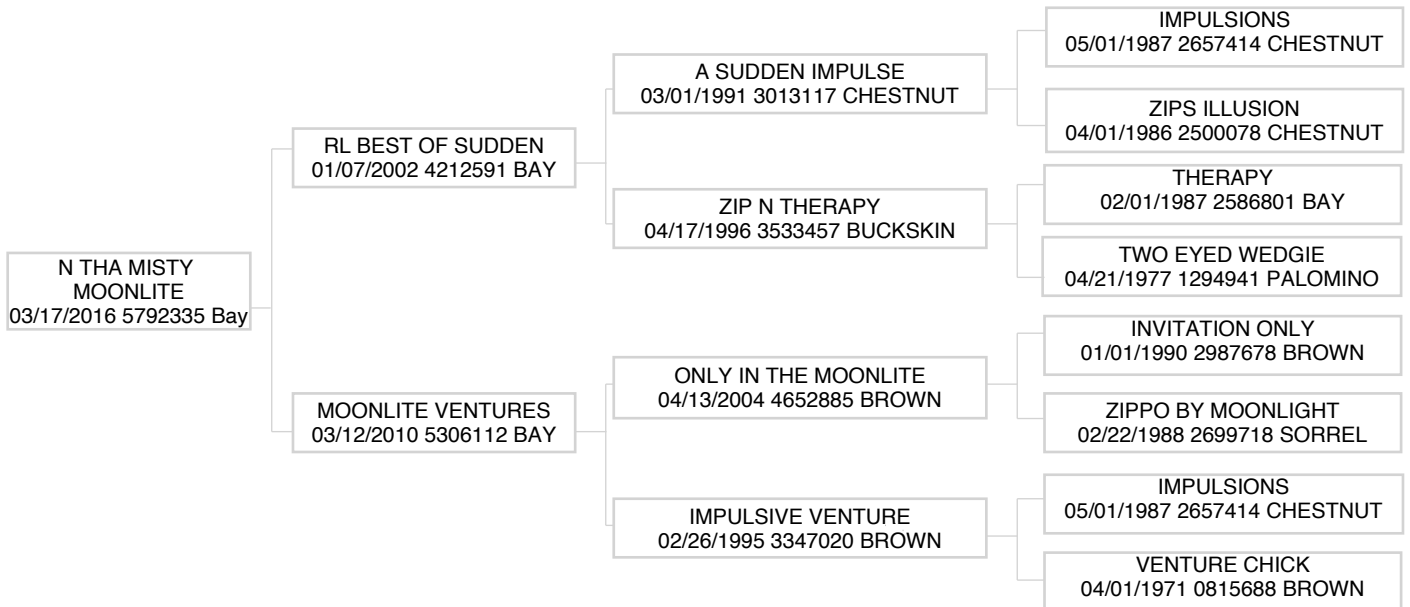 IMPULSIONS
05/01/1987 2657414 CHESTNUT
A SUDDEN IMPULSE
03/01/1991 3013117 CHESTNUT
ZIPS ILLUSION
04/01/1986 2500078 CHESTNUT
RL BEST OF SUDDEN
01/07/2002 4212591 BAY
THERAPY
02/01/1987 2586801 BAY
ZIP N THERAPY
04/17/1996 3533457 BUCKSKIN
TWO EYED WEDGIE
04/21/1977 1294941 PALOMINO
N THA MISTY
MOONLITE
03/17/2016 5792335 Bay
INVITATION ONLY
01/01/1990 2987678 BROWN
ONLY IN THE MOONLITE
04/13/2004 4652885 BROWN
ZIPPO BY MOONLIGHT
02/22/1988 2699718 SORREL
MOONLITE VENTURES
03/12/2010 5306112 BAY
IMPULSIONS
05/01/1987 2657414 CHESTNUT
IMPULSIVE VENTURE
02/26/1995 3347020 BROWN
VENTURE CHICK
04/01/1971 0815688 BROWN